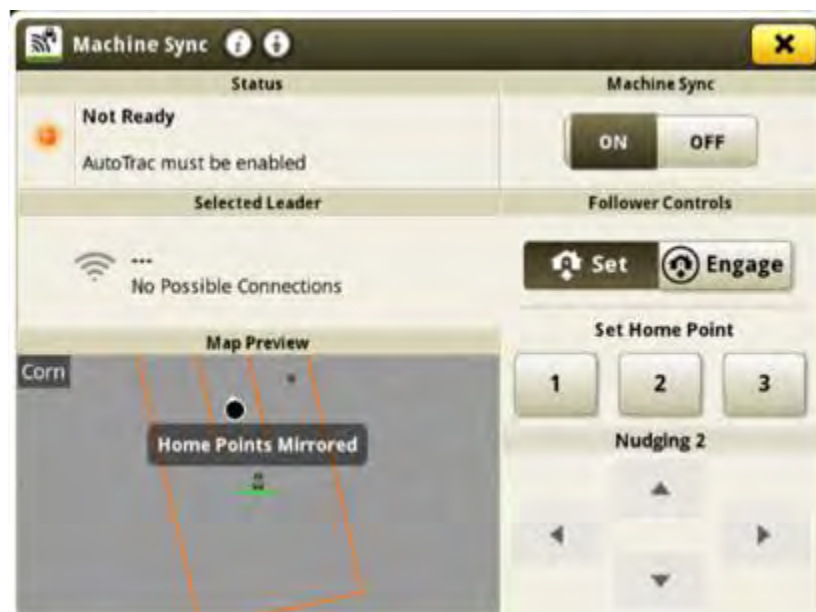 Machine Sync
Status
Machine Sync
Not Ready
AutoTrac must be enabled
ON OFF
Selected Leader
Follower Controls
---
No Possible Connections
Set Engage
Set Home Point
1 2 3
Map Preview
Corn
Home Points Mirrored
Nudging 2